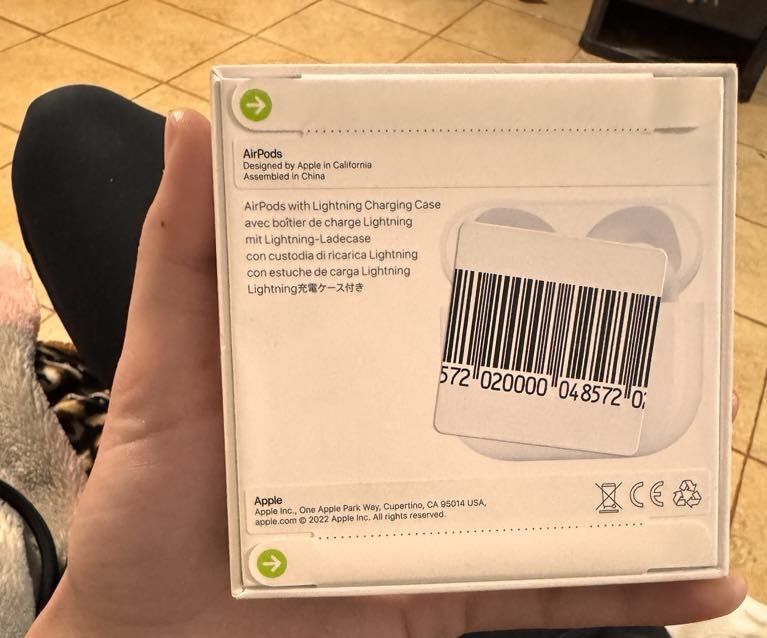 AirPods
Designed by Apple in California
Assembled in China
AirPods with Lightning Charging Case
avec boîtier de charge Lightning
mit Lightning-Ladecase
con custodia di ricarica Lightning
con estuche de carga Lightning
Lightning充電ケース付き
572 020000 048572 02
Apple
Apple Inc., One Apple Park Way, Cupertino, CA 95014 USA,
apple.com © 2022 Apple Inc. All rights reserved.
CE